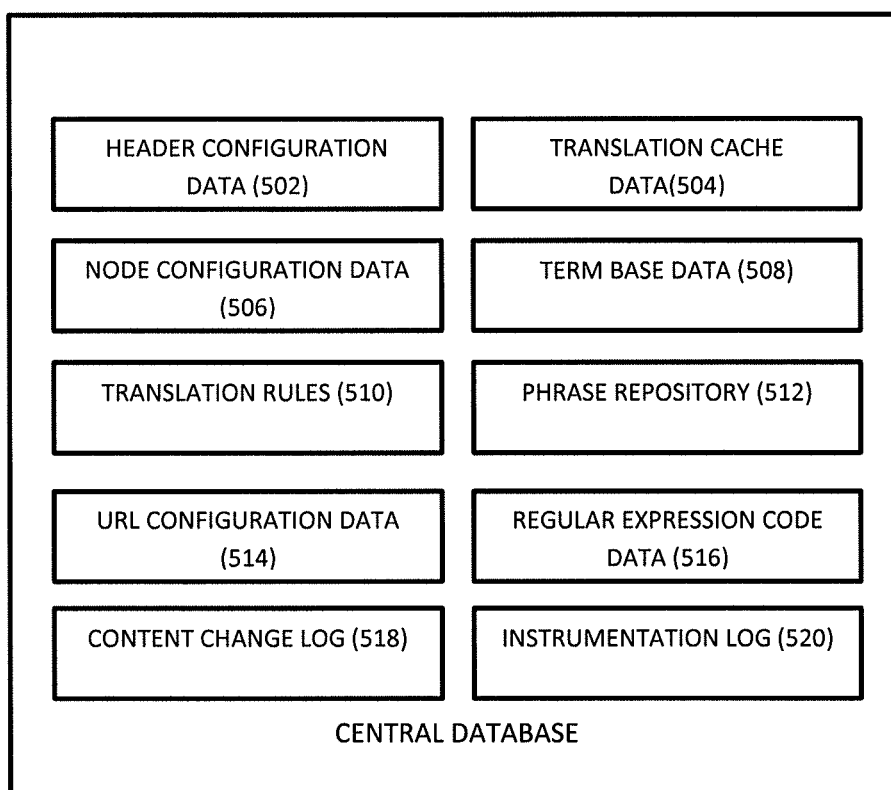 HEADER CONFIGURATION
DATA (502)
TRANSLATION CACHE
DATA(504)
NODE CONFIGURATION DATA
(506)
TERM BASE DATA (508)
TRANSLATION RULES (510)
PHRASE REPOSITORY (512)
URL CONFIGURATION DATA
(514)
REGULAR EXPRESSION CODE
DATA (516)
CONTENT CHANGE LOG (518)
INSTRUMENTATION LOG (520)
CENTRAL DATABASE